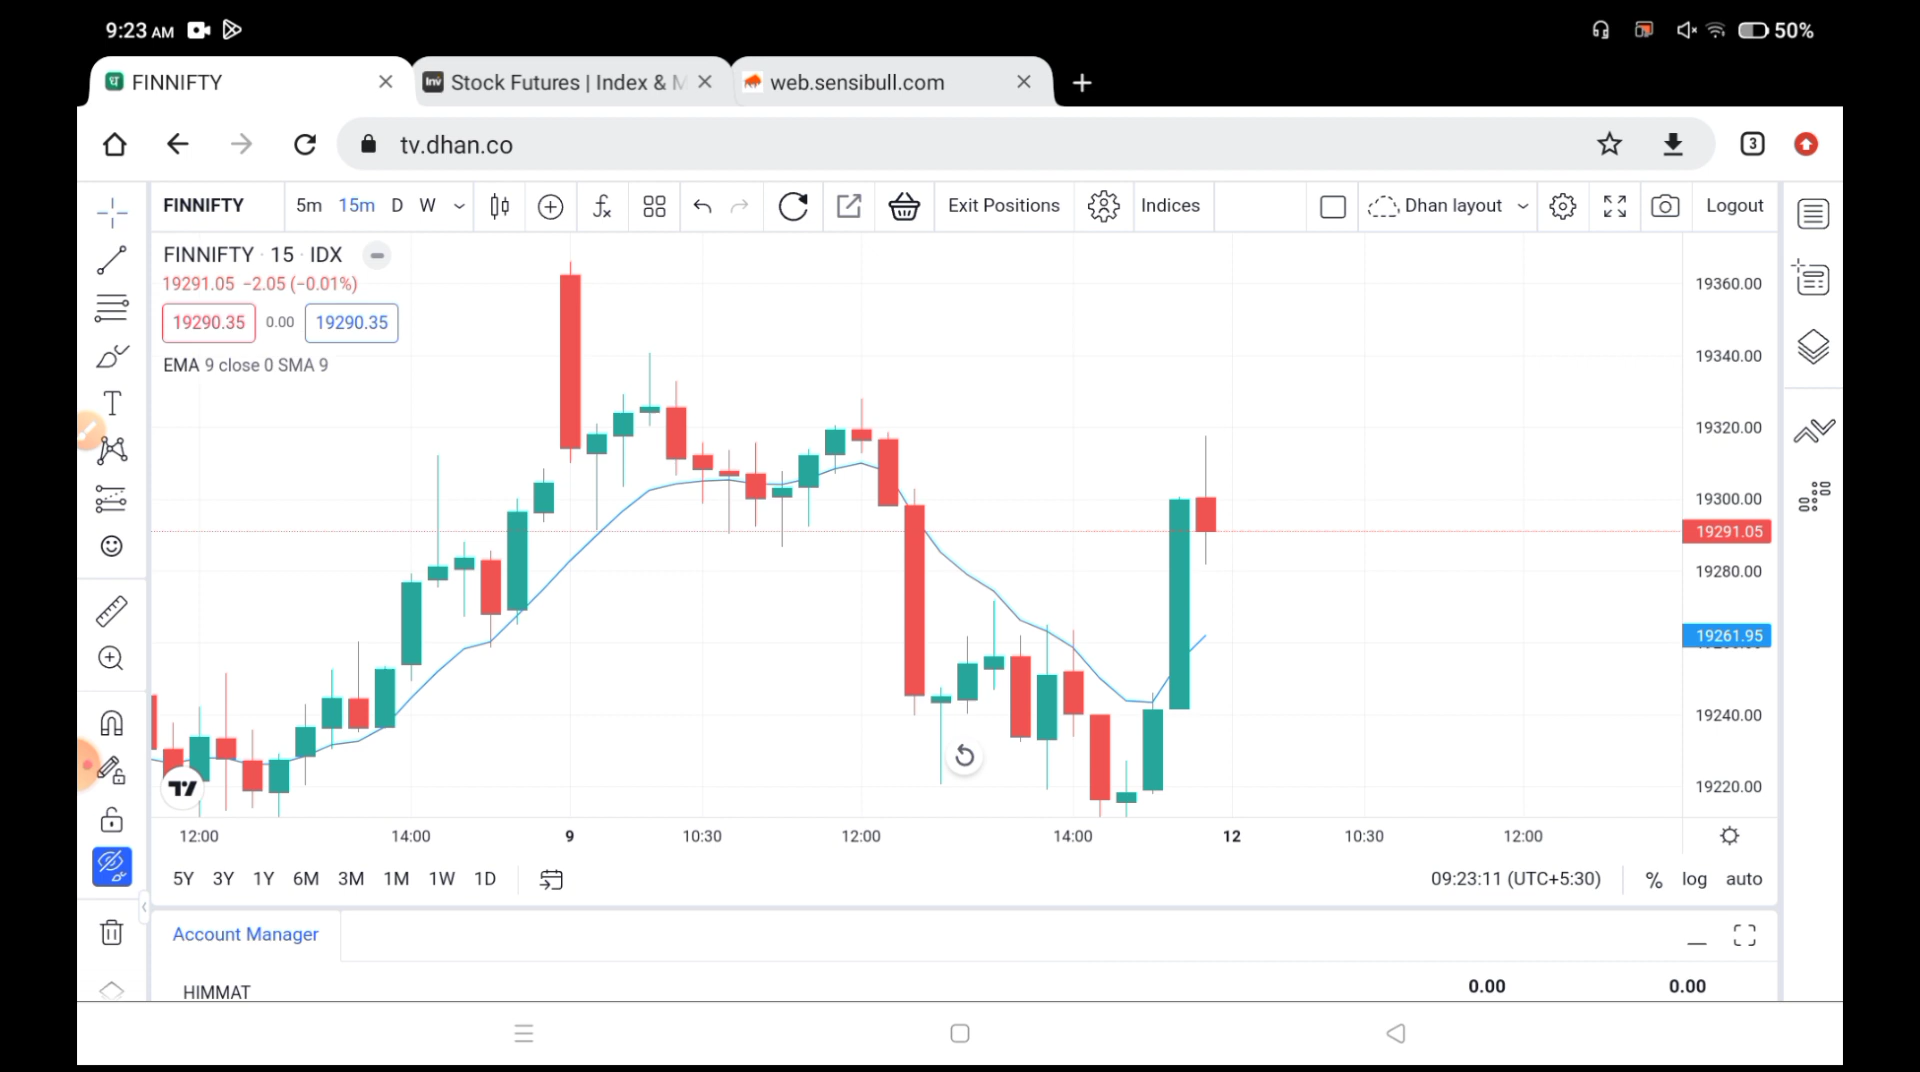 9:23 AM 50%
FINNIFTY Stock Futures | Index & M web.sensibull.com
tv.dhan.co 3
FINNIFTY 5m 15m D W Exit Positions Indices Dhan layout Logout
FINNIFTY · 15 · IDX
19291.05 −2.05 (−0.01%)
19290.35 0.00 19290.35
EMA 9 close 0 SMA 9
19360.00
19340.00
19320.00
19300.00
19291.05
19280.00
19261.95
19240.00
19220.00
12:00 14:00 9 10:30 12:00 14:00 12 10:30 12:00
5Y 3Y 1Y 6M 3M 1M 1W 1D 09:23:11 (UTC+5:30) % log auto
Account Manager
HIMMAT 0.00 0.00